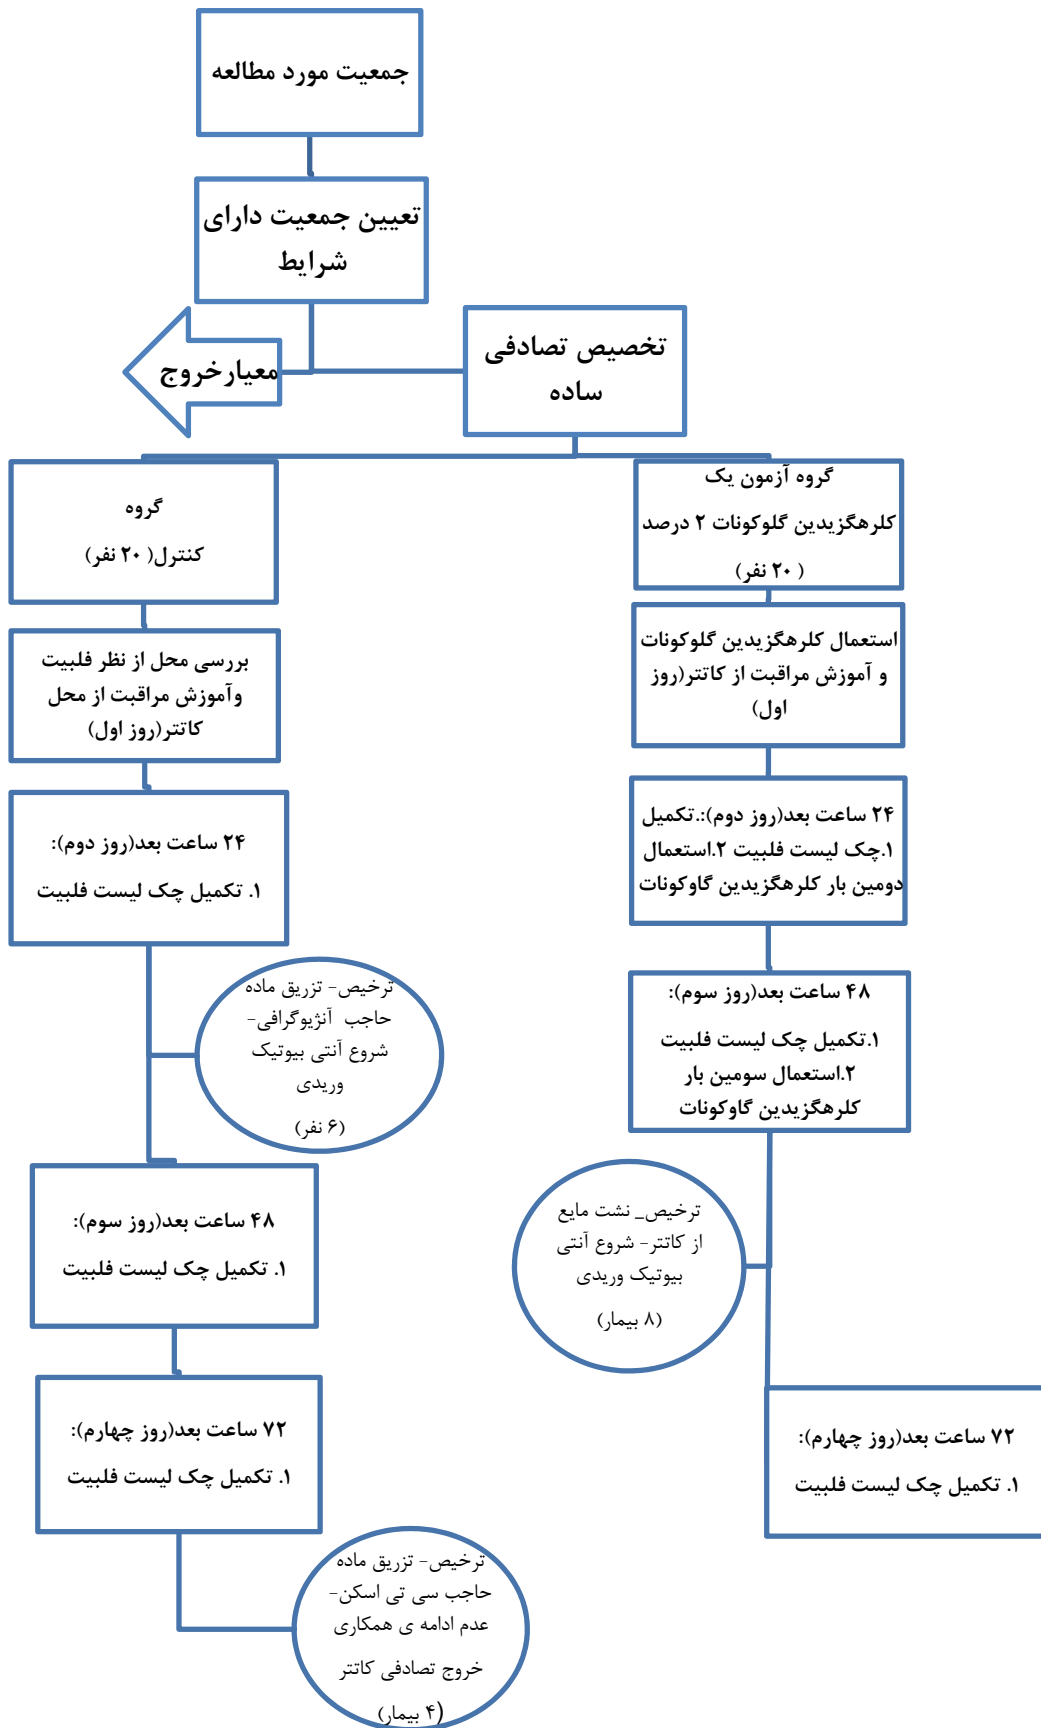 جمعیت مورد مطالعه
تعیین جمعیت دارای
شرایط
تخصیص تصادفی
ساده
معیارخروج
گروه آزمون یک
کلرهگزیدین گلوکونات ۲ درصد
( ۲۰ نفر)
گروه
کنترل( ۲۰ نفر)
استعمال کلرهگزیدین گلوکونات
و آموزش مراقبت از کاتتر(روز
اول)
بررسی محل از نظر فلبیت
وآموزش مراقبت از محل
کاتتر(روز اول)
۲۴ ساعت بعد(روز دوم):.تکمیل
۱.چک لیست فلبیت ۲.استعمال
دومین بار کلرهگزیدین گاوکونات
۲۴ ساعت بعد(روز دوم):
۱. تکمیل چک لیست فلبیت
۴۸ ساعت بعد(روز سوم):
۱.تکمیل چک لیست فلبیت
۲.استعمال سومین بار
کلرهگزیدین گاوکونات
ترخیص- تزریق ماده
حاجب آنژیوگرافی-
شروع آنتی بیوتیک
وریدی
(۶ نفر)
ترخیص_ نشت مایع
از کاتتر- شروع آنتی
بیوتیک وریدی
(۸ بیمار)
۴۸ ساعت بعد(روز سوم):
۱. تکمیل چک لیست فلبیت
۷۲ ساعت بعد(روز چهارم):
۱. تکمیل چک لیست فلبیت
۷۲ ساعت بعد(روز چهارم):
۱. تکمیل چک لیست فلبیت
ترخیص- تزریق ماده
حاجب سی تی اسکن-
عدم ادامه ی همکاری
خروج تصادفی کاتتر
(۴ بیمار)